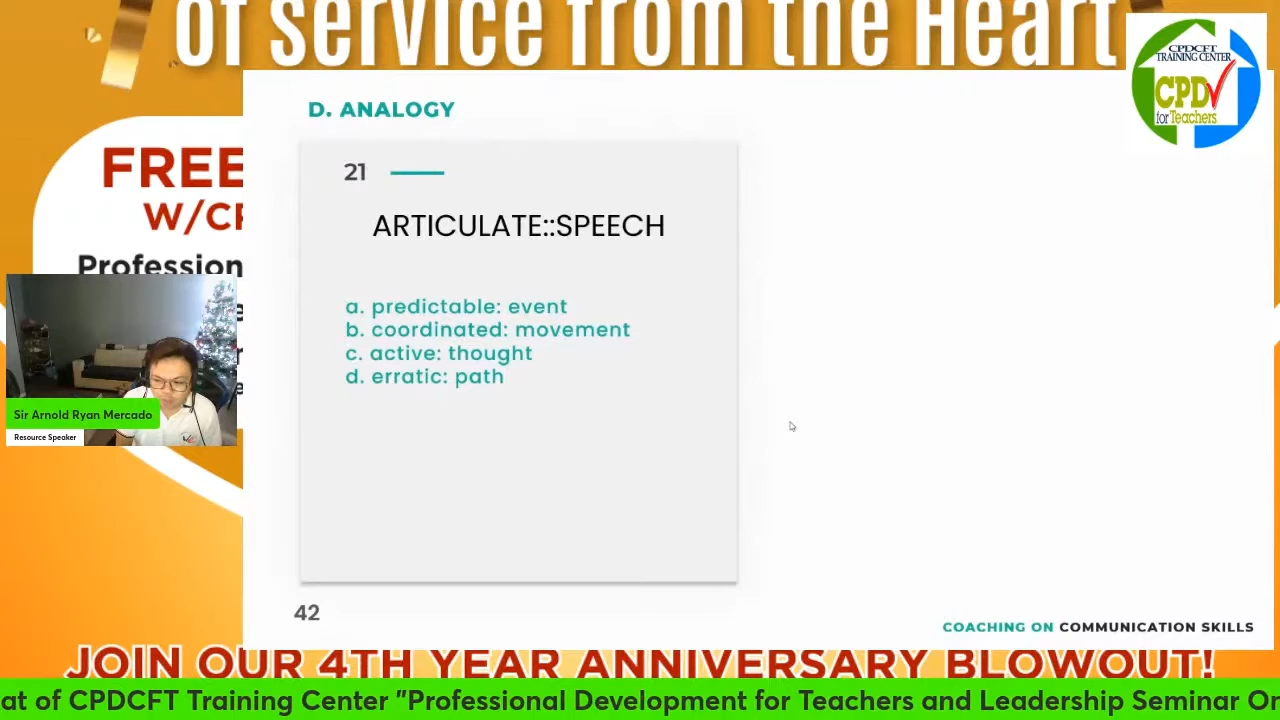 of service from the Heart
CPDCFT
TRAINING CENTER
CPD
for Teachers
D. ANALOGY
21
ARTICULATE::SPEECH
a. predictable: event
b. coordinated: movement
c. active: thought
d. erratic: path
42
COACHING ON COMMUNICATION SKILLS
FREE
W/CP
Profession
Sir Arnold Ryan Mercado
Resource Speaker
JOIN OUR 4TH YEAR ANNIVERSARY BLOWOUT!
at of CPDCFT Training Center "Professional Development for Teachers and Leadership Seminar On